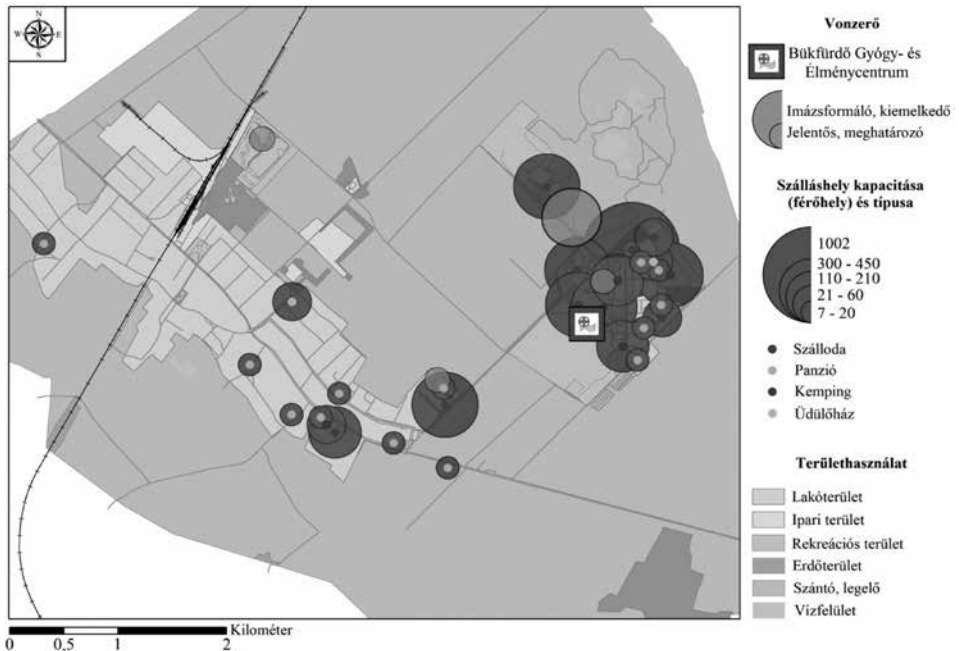 N
W
E
S
Vonzerő
Bükfürdő Gyógy- és
Élménycentrum
Imázsformáló, kiemelkedő
Jelentős, meghatározó
Szálláshely kapacitása
(férőhely) és típusa
1002
300 - 450
110 - 210
21 - 60
7 - 20
Szálloda
Panzió
Kemping
Üdülőház
Területhasználat
Lakóterület
Ipari terület
Rekreációs terület
Erdőterület
Szántó, legelő
Vízfelület
Kilométer
0 0,5 1 2